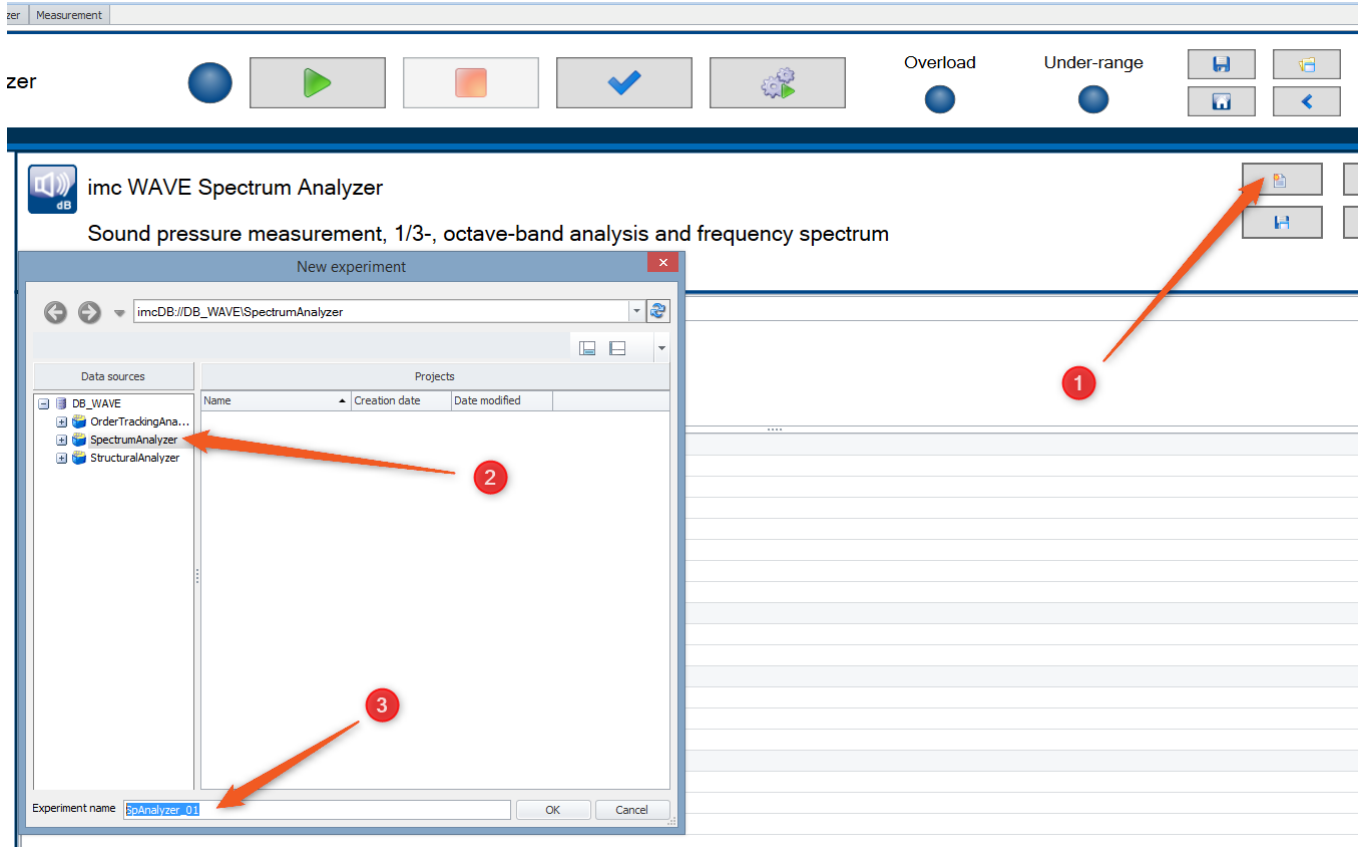 zer Measurement
zer
Overload Under-range
dB
imc WAVE Spectrum Analyzer
Sound pressure measurement, 1/3-, octave-band analysis and frequency spectrum
New experiment
imcDB://DB_WAVE\SpectrumAnalyzer
Data sources Projects
Name Creation date Date modified
DB_WAVE
OrderTrackingAna...
SpectrumAnalyzer
StructuralAnalyzer
1
2
3
Experiment name SpAnalyzer_01 OK Cancel